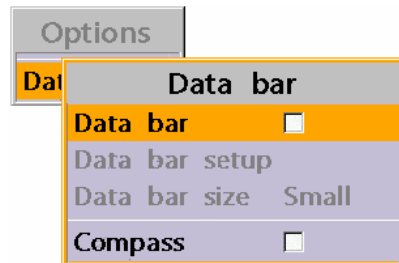 Options
Dat
Data bar
Data bar
Data bar setup
Data bar size Small
Compass